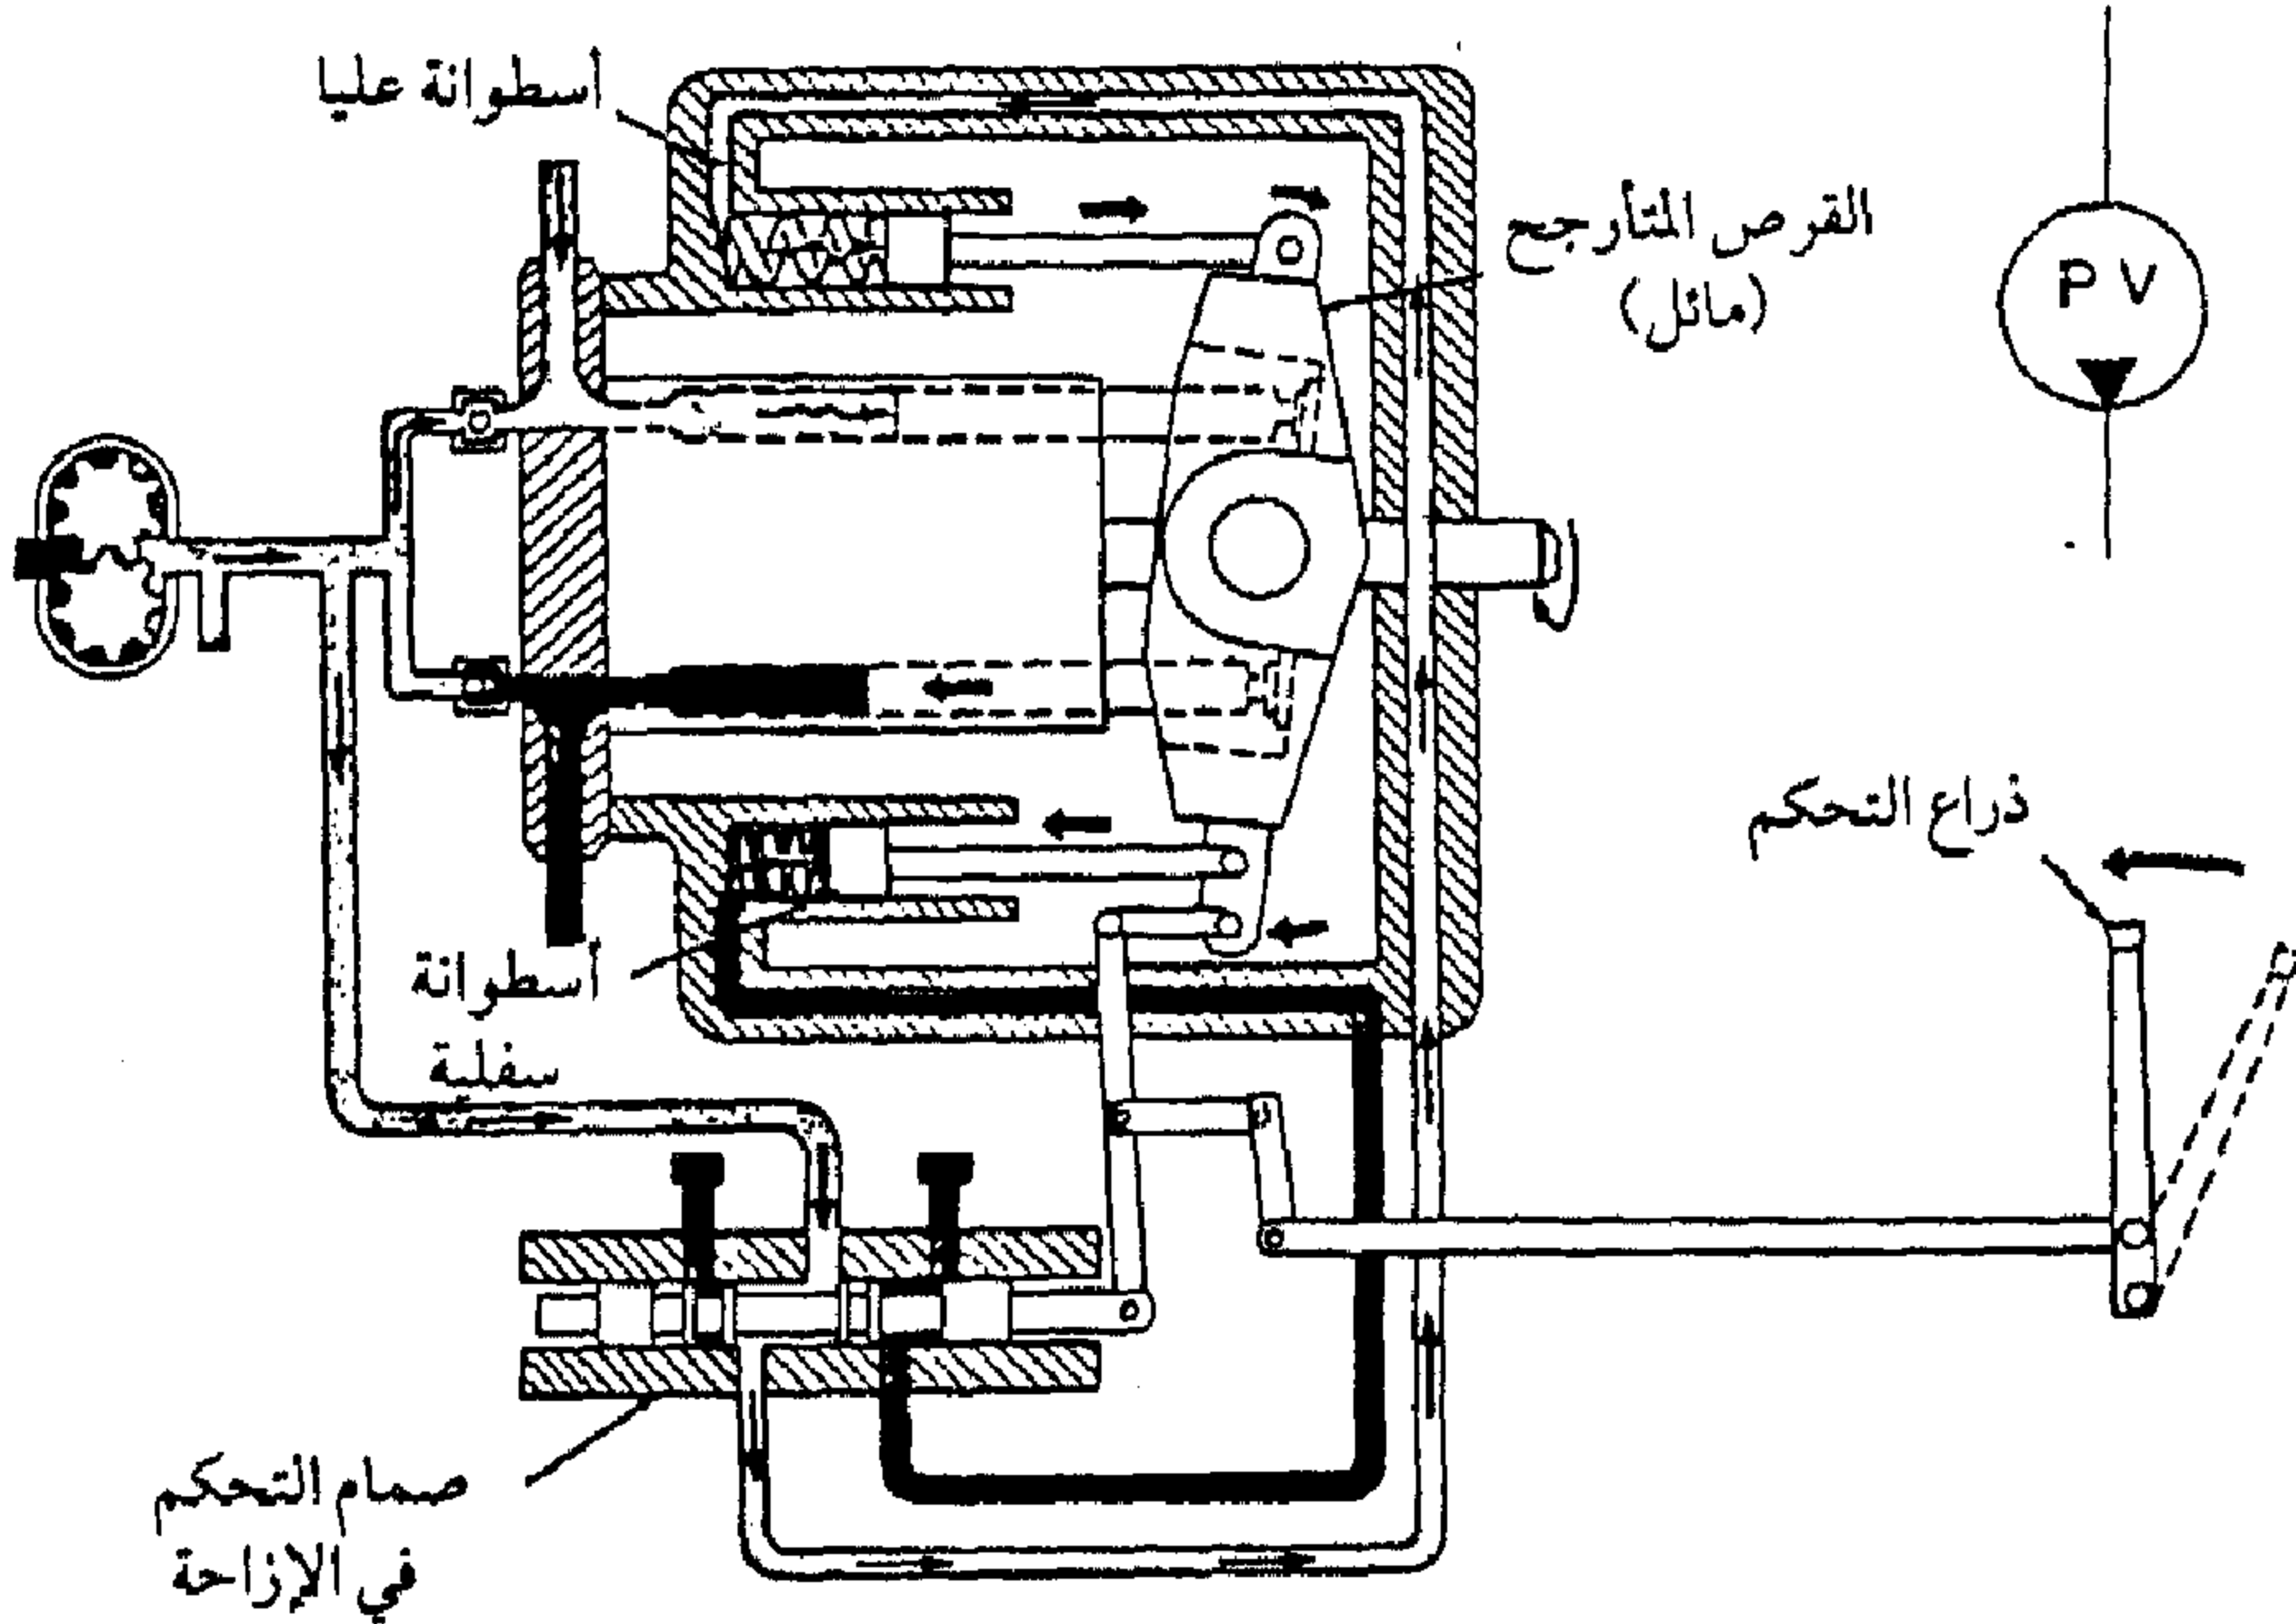 أسطوانة عليا
القرص المتأرجح
(مائل)
P V
ذراع التحكم
أسطوانة
سفلية
صمام التحكم
في الإزاحة